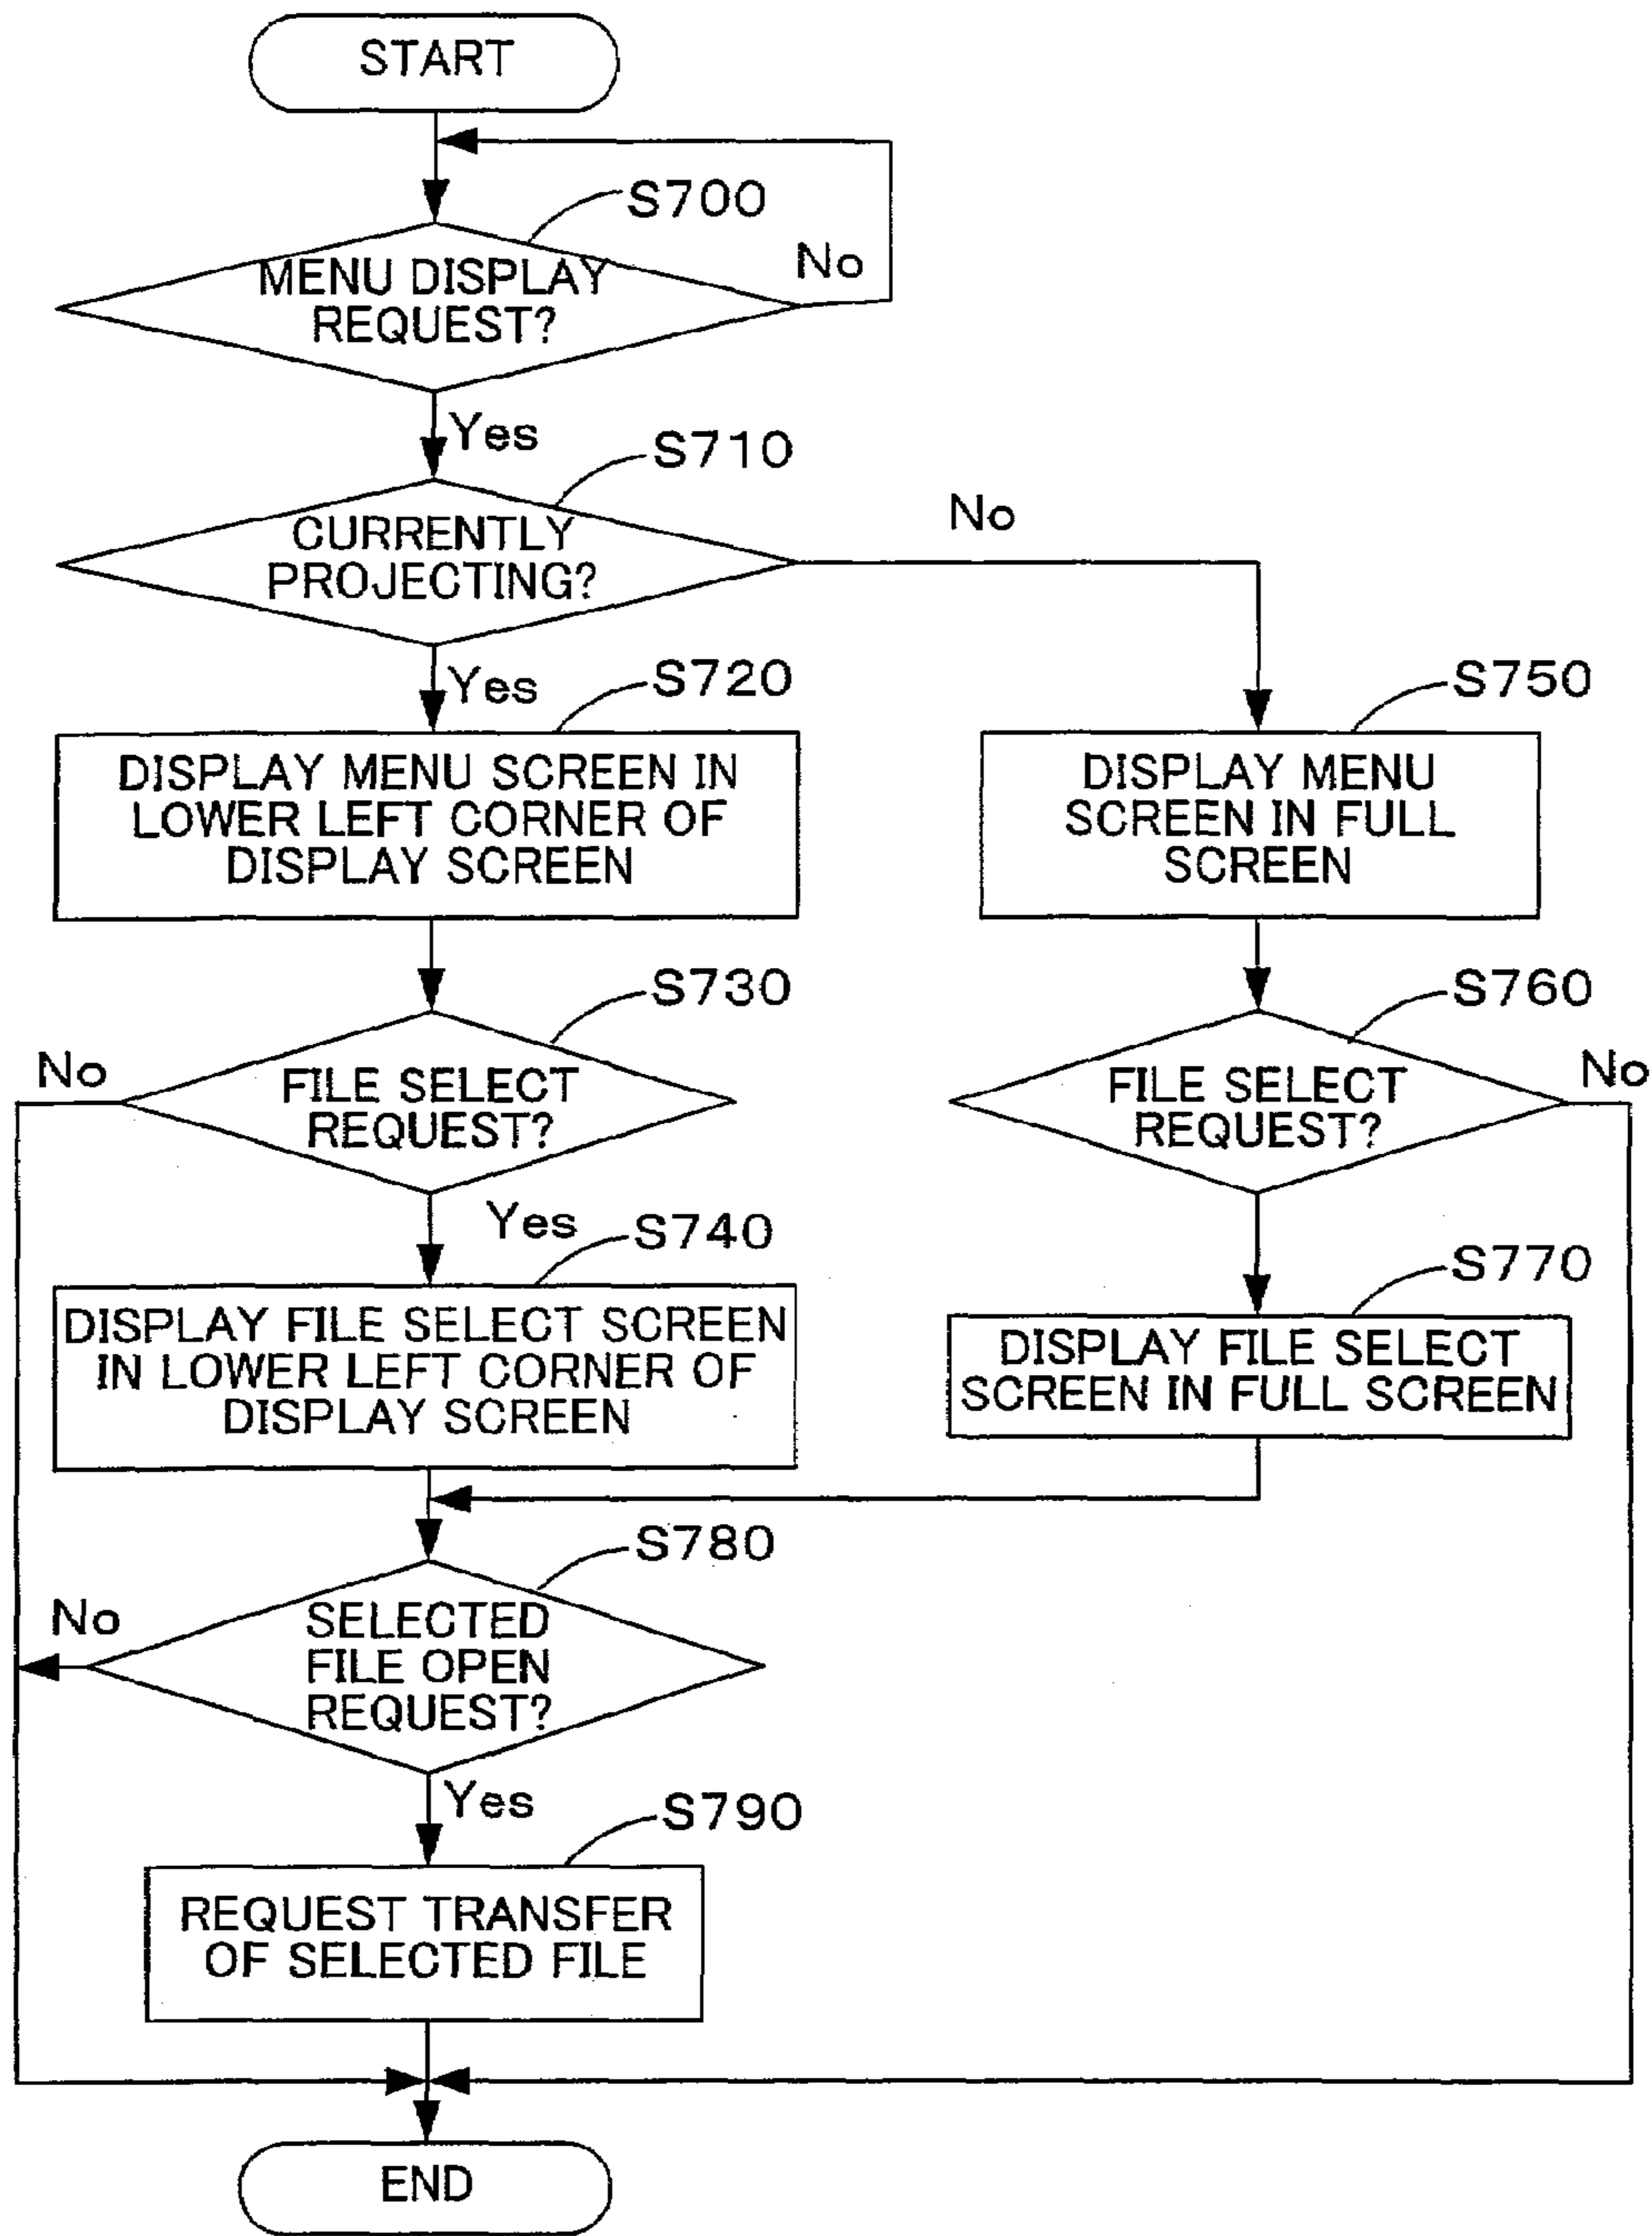 START
S700
No
MENU DISPLAY
REQUEST?
Yes
S710
No
CURRENTLY
PROJECTING?
Yes
S720
S750
DISPLAY MENU SCREEN IN
LOWER LEFT CORNER OF
DISPLAY SCREEN
DISPLAY MENU
SCREEN IN FULL
SCREEN
S730
S760
No
FILE SELECT
REQUEST?
FILE SELECT
REQUEST?
No
Yes
S740
S770
DISPLAY FILE SELECT SCREEN
IN LOWER LEFT CORNER OF
DISPLAY SCREEN
DISPLAY FILE SELECT
SCREEN IN FULL SCREEN
S780
No
SELECTED
FILE OPEN
REQUEST?
Yes
S790
REQUEST TRANSFER
OF SELECTED FILE
END